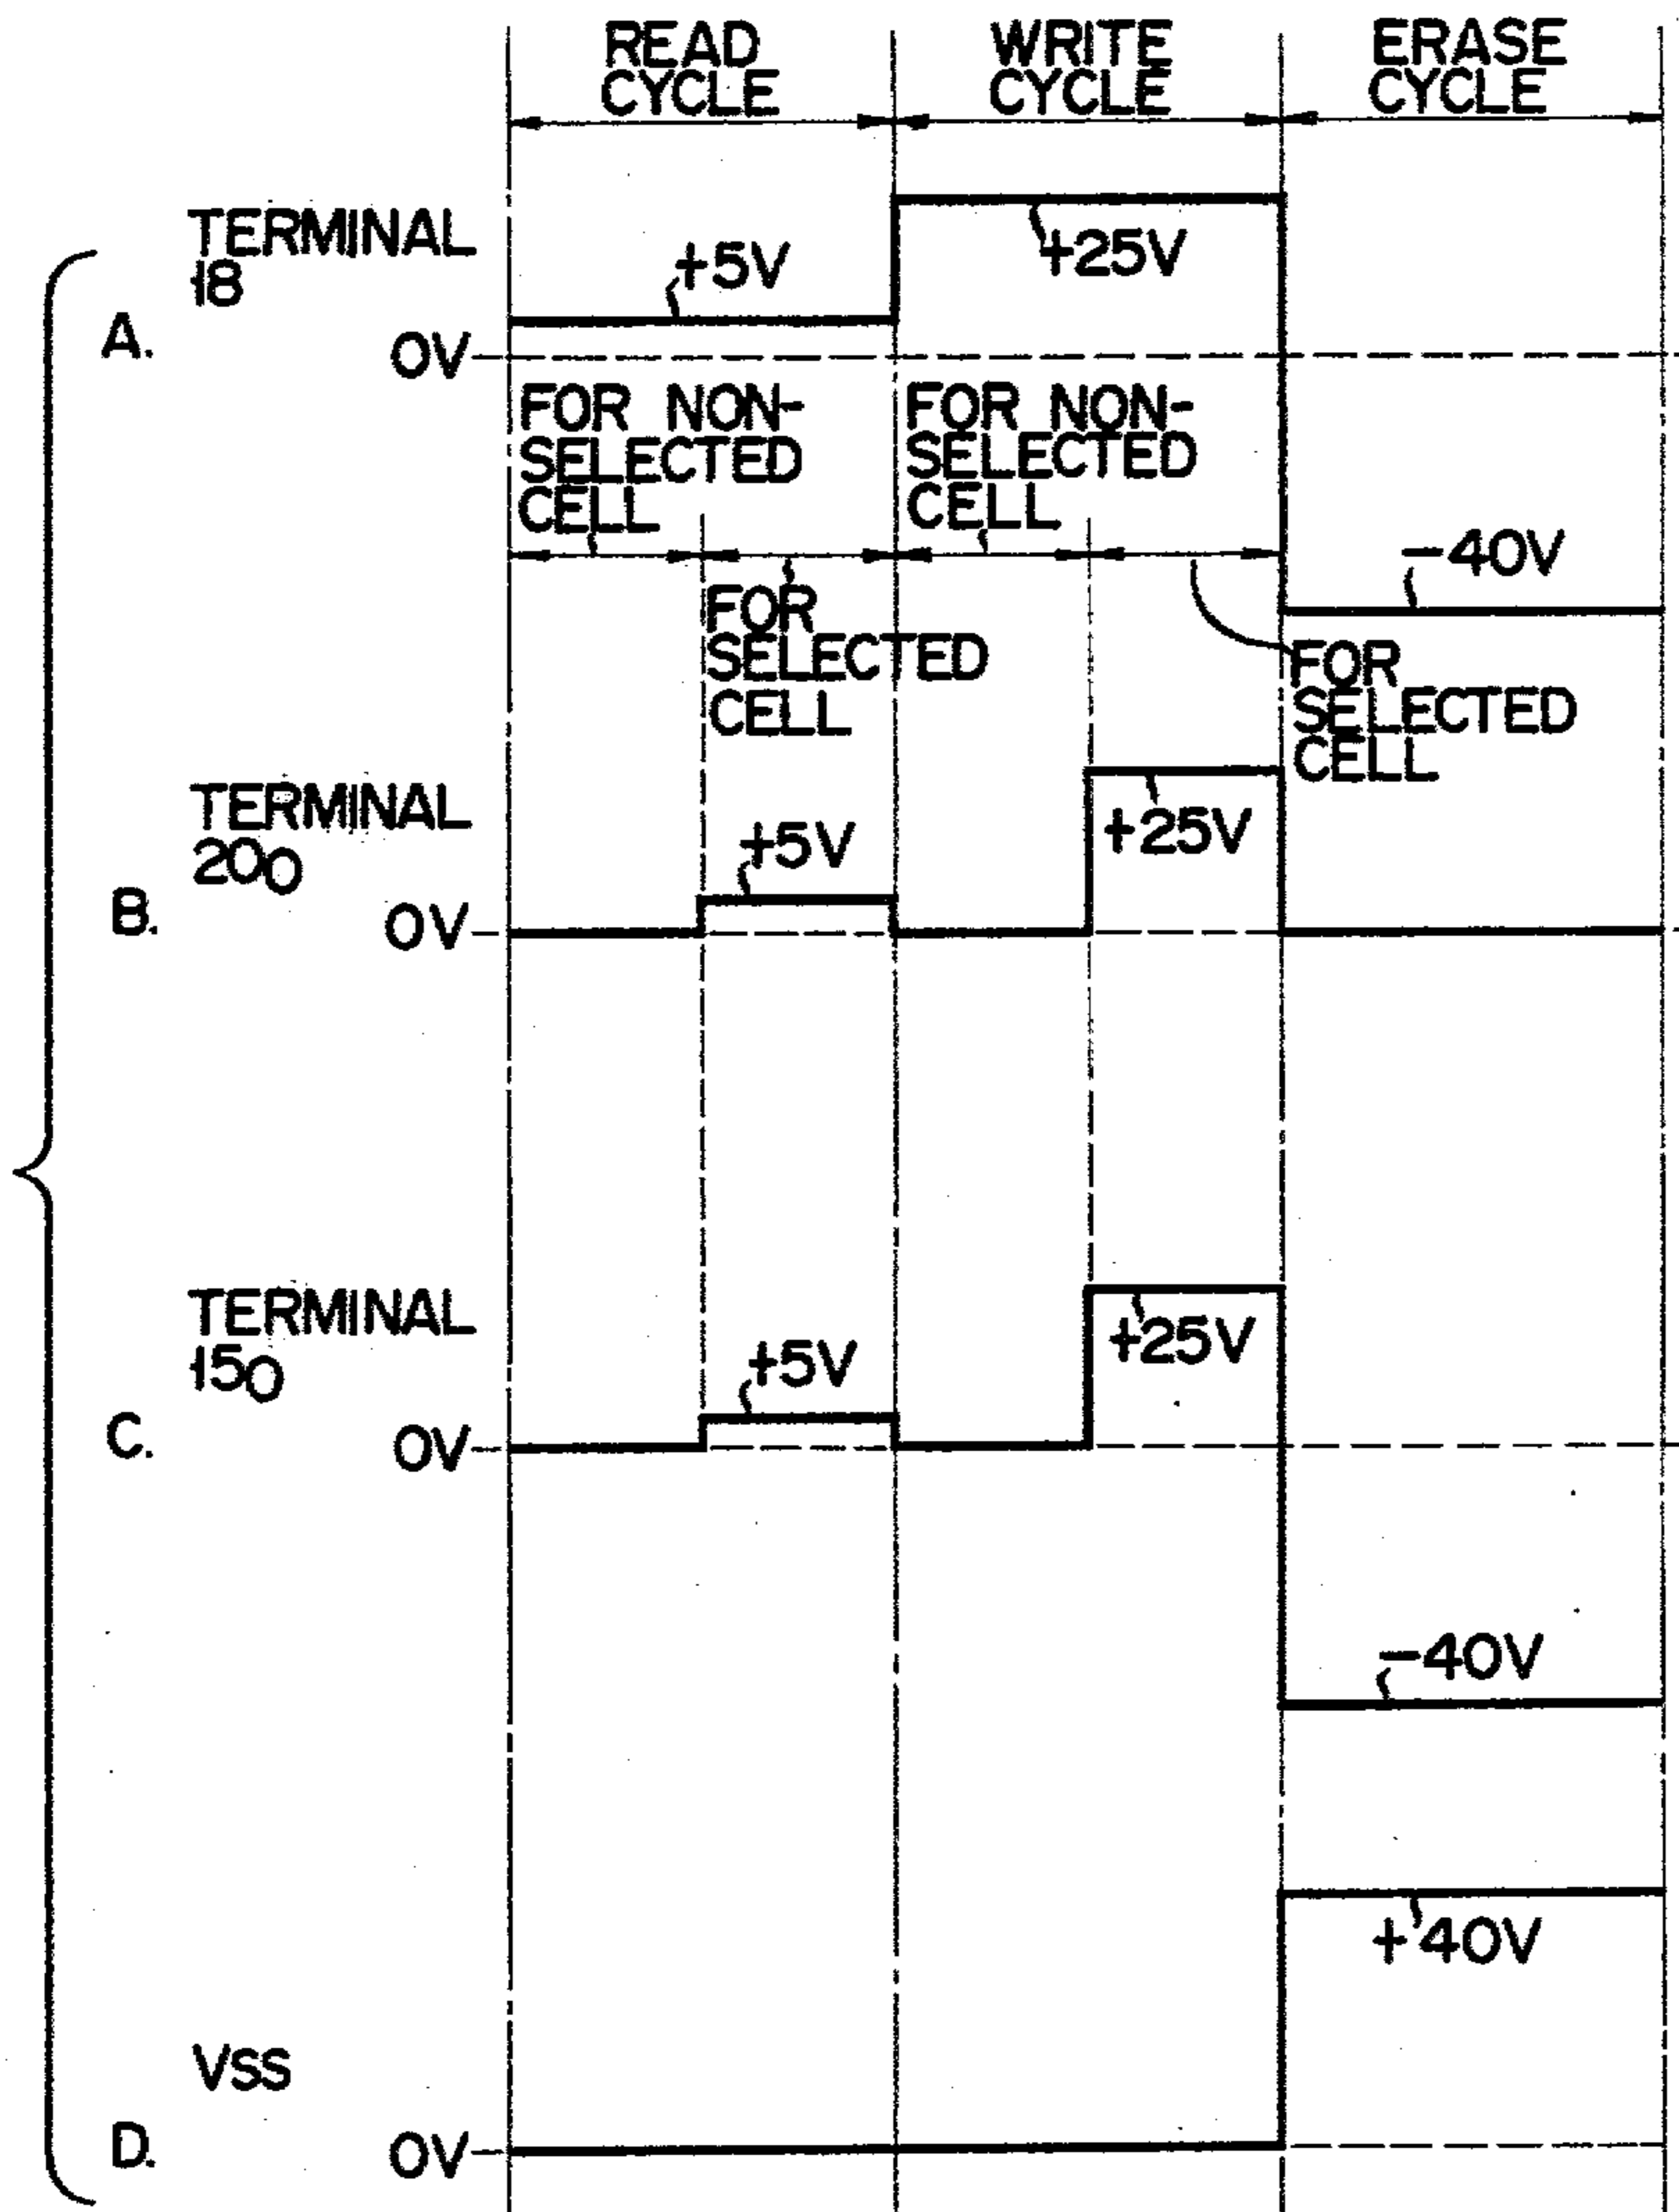 READ
CYCLE
WRITE
CYCLE
ERASE
CYCLE
TERMINAL
18
+5V
+25V
A.
0V
FOR NON-
SELECTED
CELL
FOR NON-
SELECTED
CELL
-40V
FOR
SELECTED
CELL
FOR
SELECTED
CELL
TERMINAL
20₀
+5V
+25V
B.
0V
TERMINAL
15₀
+5V
+25V
C.
0V
-40V
+40V
VSS
D.
0V